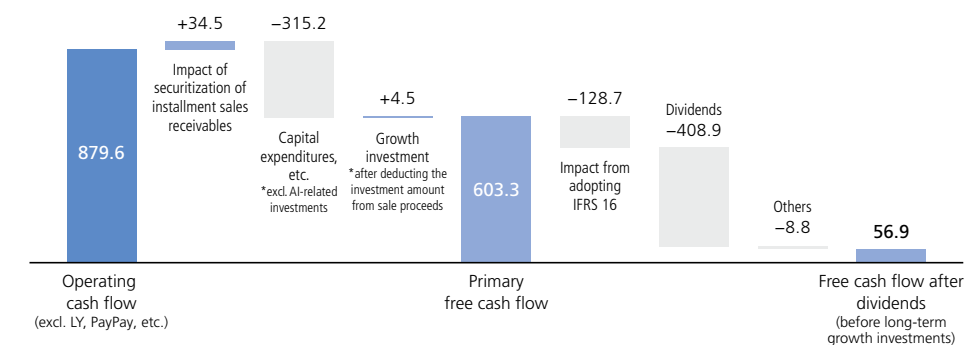 +34.5
Impact of
securitization of
installment sales
receivables
−315.2
Capital
expenditures,
etc.
*excl. AI-related
investments
+4.5
Growth
investment
*after deducting the
investment amount
from sale proceeds
−128.7
Impact from
adopting
IFRS 16
Dividends
−408.9
Others
−8.8
56.9
879.6
603.3
Operating
cash flow
(excl. LY, PayPay, etc.)
Primary
free cash flow
Free cash flow after
dividends
(before long-term
growth investments)